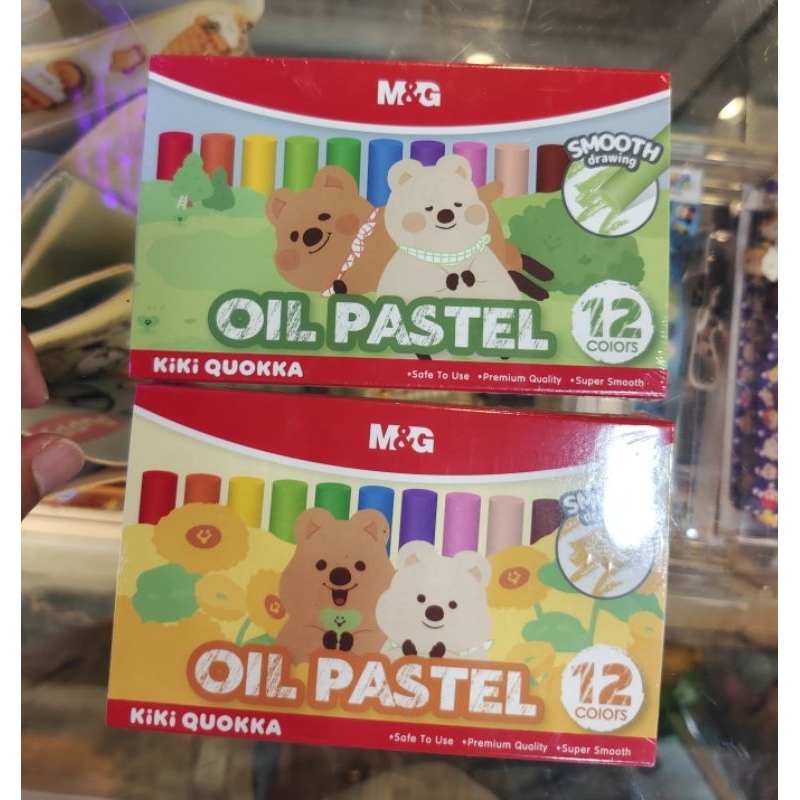 M&G
SMOOTH
drawing
OIL PASTEL
12
COlOrS
KiKi QUOKKA
•Safe To Use •Premium Quality •Super Smooth
M&G
OIL PASTEL
12
COlOrS
KiKi QUOKKA
•Safe To Use •Premium Quality •Super Smooth